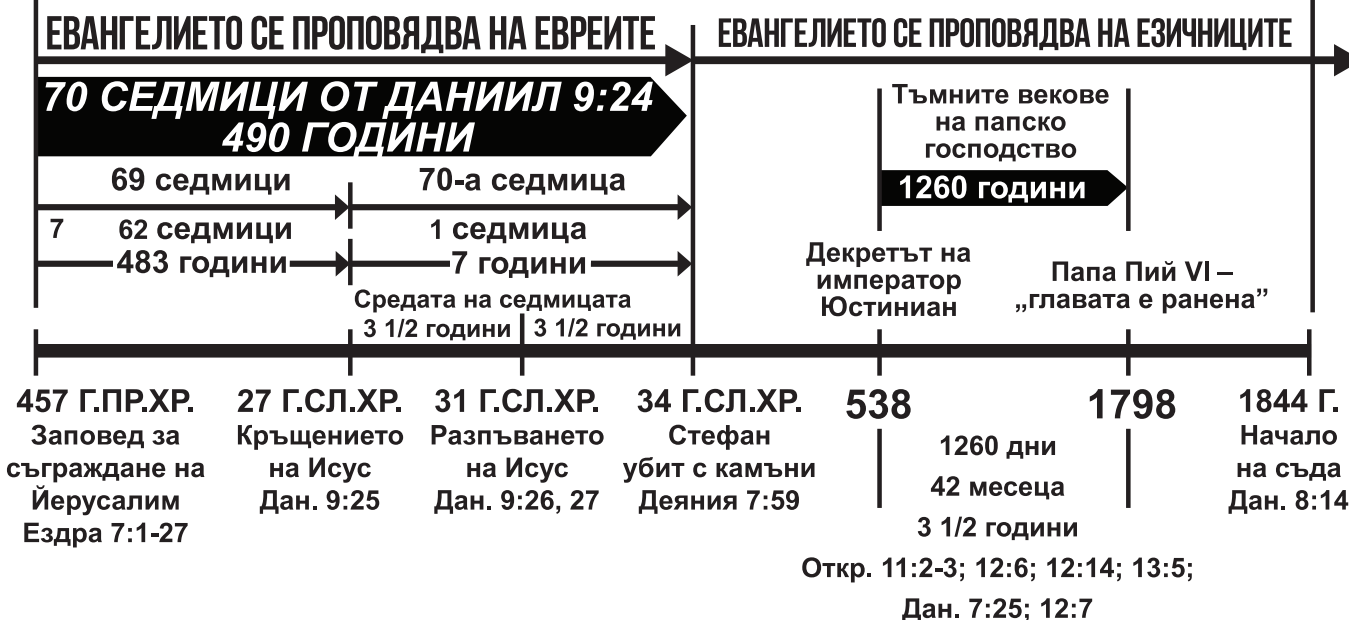 ЕВАНГЕЛИЕТО СЕ ПРОПОВЯДВА НА ЕВРЕИТЕ
ЕВАНГЕЛИЕТО СЕ ПРОПОВЯДВА НА ЕЗИЧНИЦИТЕ
70 СЕДМИЦИ ОТ ДАНИИЛ 9:24
490 ГОДИНИ
69 седмици
70-а седмица
7 62 седмици
1 седмица
483 години
7 години
Средата на седмицата
3 1/2 години 3 1/2 години
Тъмните векове
на папско
господство
1260 години
Декретът на
император
Юстиниан
Папа Пий VI –
„главата е ранена”
457 Г.ПР.ХР.
Заповед за
съграждане на
Йерусалим
Ездра 7:1-27
27 Г.СЛ.ХР.
Кръщението
на Исус
Дан. 9:25
31 Г.СЛ.ХР.
Разпъването
на Исус
Дан. 9:26, 27
34 Г.СЛ.ХР.
Стефан
убит с камъни
Деяния 7:59
538
1798
1260 дни
42 месеца
3 1/2 години
Откр. 11:2-3; 12:6; 12:14; 13:5;
Дан. 7:25; 12:7
1844 Г.
Начало
на съда
Дан. 8:14